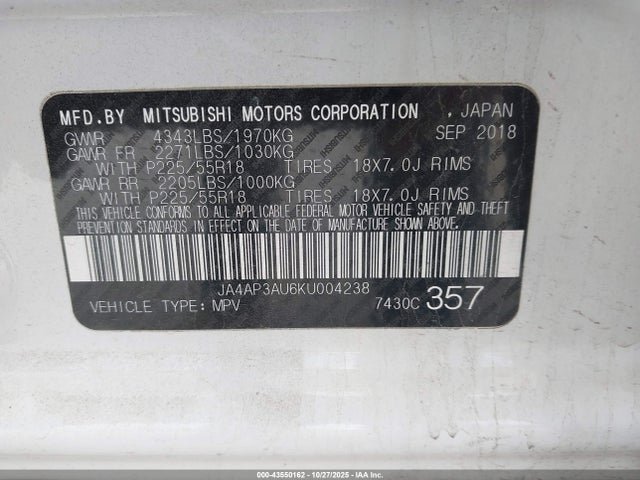 MFD.BY MITSUBISHI MOTORS CORPORATION , JAPAN
GVWR 4343LBS/1970KG SEP 2018
GAWR FR 2271LBS/1030KG
WITH P225/55R18 TIRES 18X7.0J RIMS
GAWR RR 2205LBS/1000KG
WITH P225/55R18 TIRES 18X7.0J RIMS
THIS VEHICLE CONFORMS TO ALL APPLICABLE FEDERAL MOTOR VEHICLE SAFETY AND THEFT
PREVENTION STANDARDS IN EFFECT ON THE DATE OF MANUFACTURE SHOWN ABOVE.
JA4AP3AU6KU004238
VEHICLE TYPE: MPV 7430C 357
000-43550162 - 10/27/2025 - IAA Account